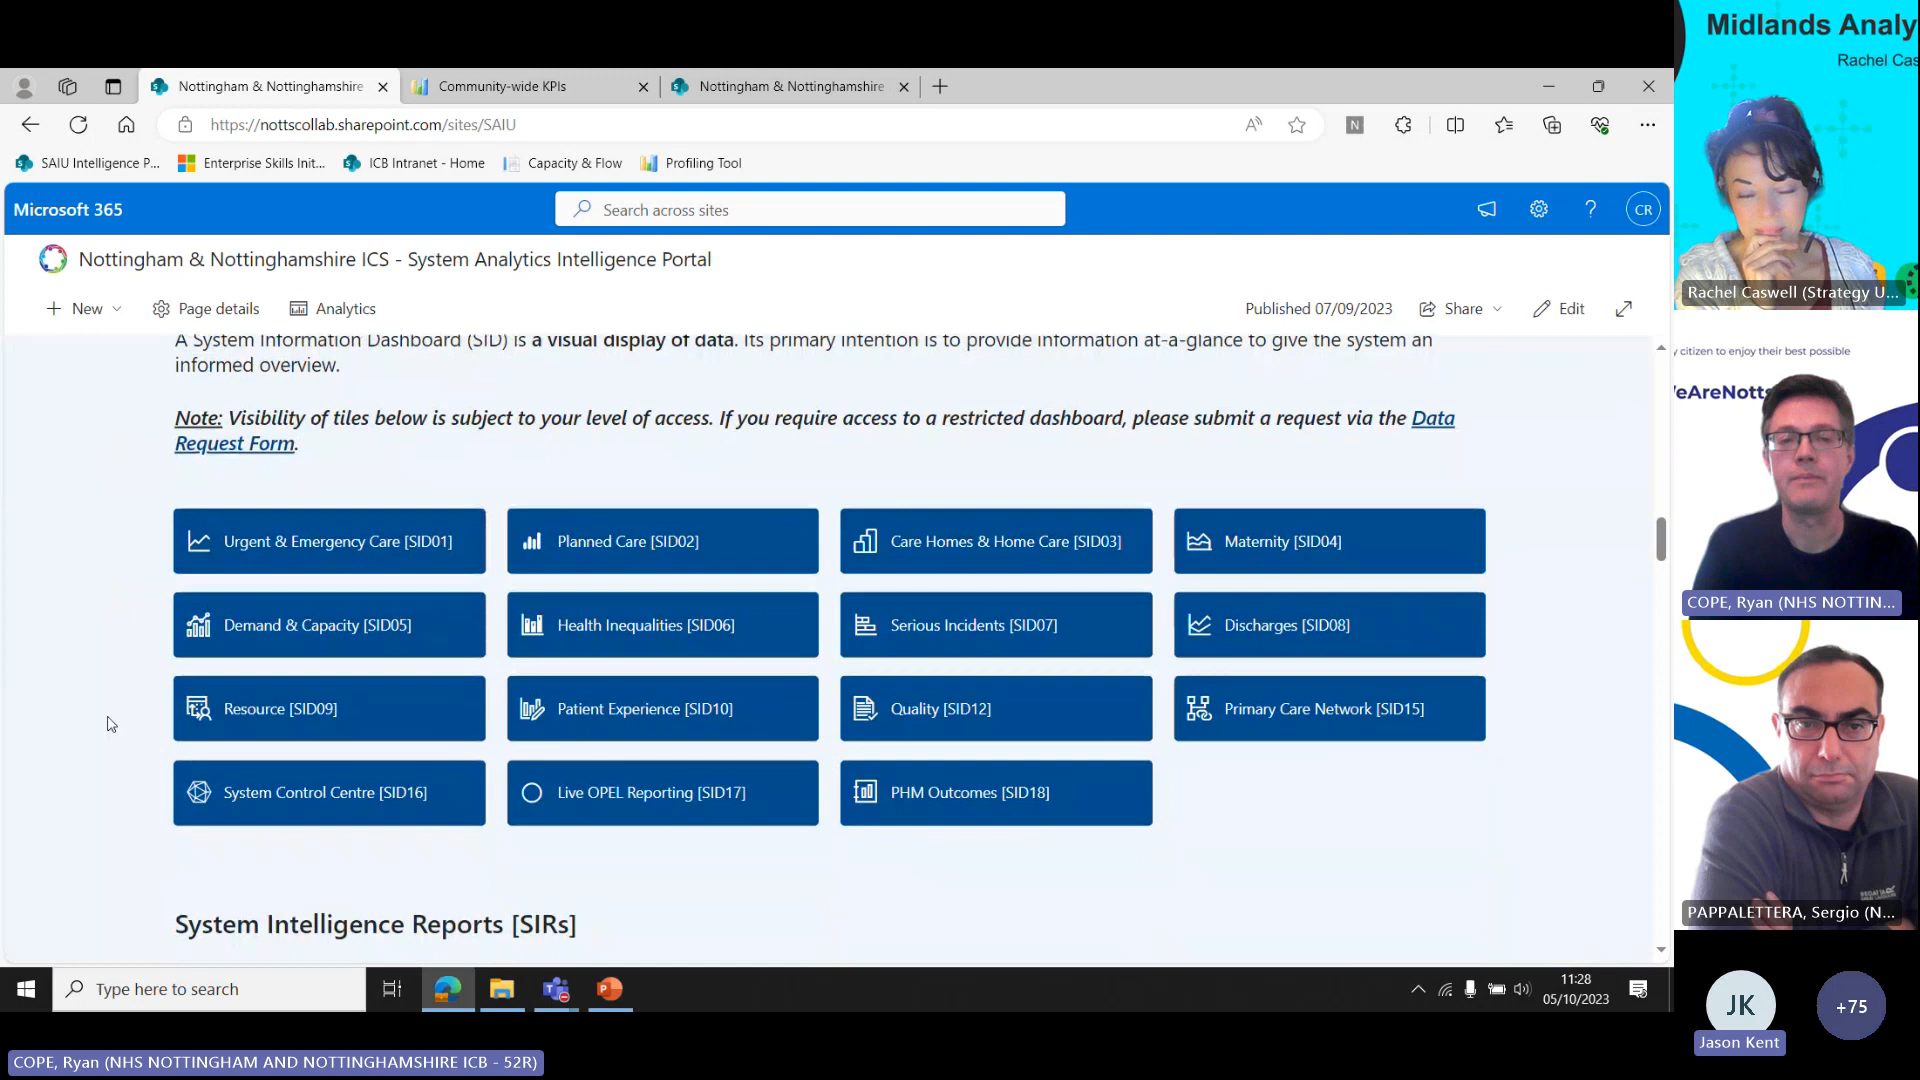 Midlands Analy
Rachel Cas
Nottingham & Nottinghamshire
Community-wide KPIs
Nottingham & Nottinghamshire
https://nottscollab.sharepoint.com/sites/SAIU
N
SAIU Intelligence P...
Enterprise Skills Init...
ICB Intranet - Home
Capacity & Flow
Profiling Tool
Microsoft 365
Search across sites
?
CR
Nottingham & Nottinghamshire ICS - System Analytics Intelligence Portal
New
Page details
Analytics
Published 07/09/2023
Share
Edit
A System Information Dashboard (SID) is a visual display of data. Its primary intention is to provide information at-a-glance to give the system an
informed overview.
Note: Visibility of tiles below is subject to your level of access. If you require access to a restricted dashboard, please submit a request via the Data
Request Form.
Urgent & Emergency Care [SID01]
Planned Care [SID02]
Care Homes & Home Care [SID03]
Maternity [SID04]
Demand & Capacity [SID05]
Health Inequalities [SID06]
Serious Incidents [SID07]
Discharges [SID08]
Resource [SID09]
Patient Experience [SID10]
Quality [SID12]
Primary Care Network [SID15]
System Control Centre [SID16]
Live OPEL Reporting [SID17]
PHM Outcomes [SID18]
System Intelligence Reports [SIRs]
Type here to search
11:28
05/10/2023
Rachel Caswell (Strategy U...
y citizen to enjoy their best possible
VeAreNotts
COPE, Ryan (NHS NOTTIN...
REGATTA
PAPPALETTERA, Sergio (N...
JK
+75
Jason Kent
COPE, Ryan (NHS NOTTINGHAM AND NOTTINGHAMSHIRE ICB - 52R)